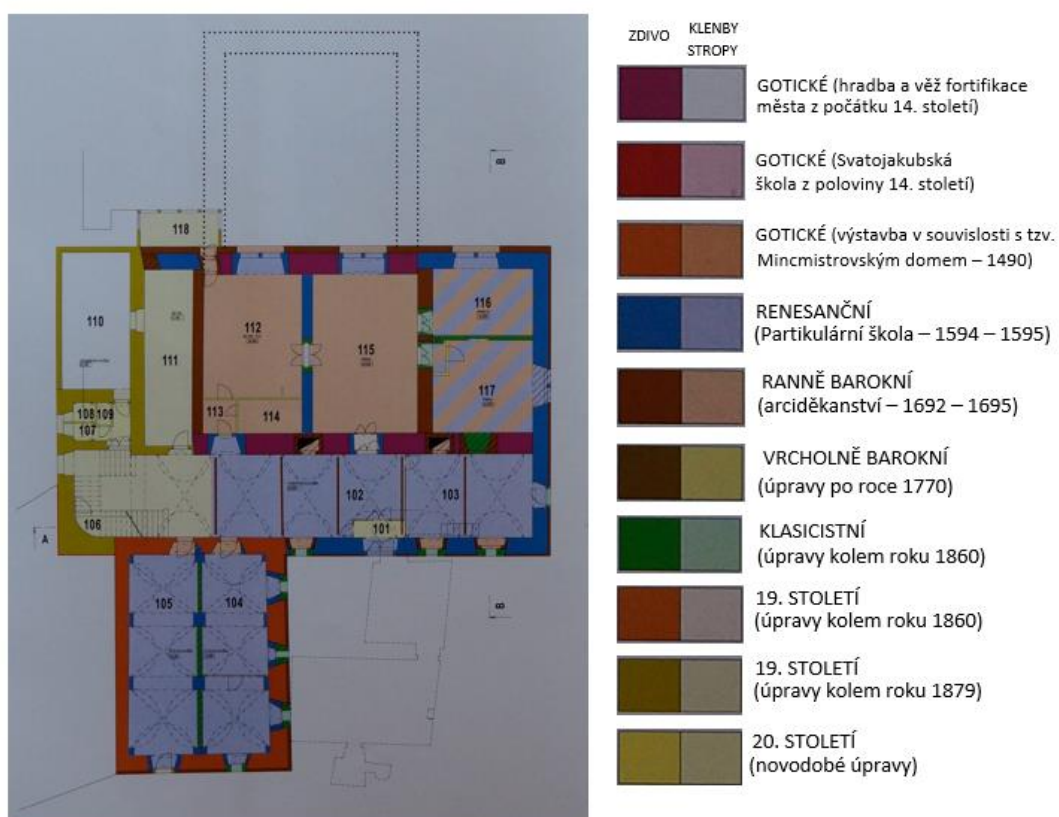 ZDIVO
KLENBY
STROPY
GOTICKÉ (hradba a věž fortifikace
města z počátku 14. století)
GOTICKÉ (Svatojakubská
škola z poloviny 14. století)
GOTICKÉ (výstavba v souvislosti s tzv.
Mincmistrovským domem – 1490)
RENESANČNÍ
(Partikulární škola – 1594 – 1595)
RANNĚ BAROKNÍ
(arciděkanství – 1692 – 1695)
VRCHOLNĚ BAROKNÍ
(úpravy po roce 1770)
KLASICISTNÍ
(úpravy kolem roku 1860)
19. STOLETÍ
(úpravy kolem roku 1860)
19. STOLETÍ
(úpravy kolem roku 1879)
20. STOLETÍ
(novodobé úpravy)
B
118
110
111
112
115
116
117
108
109
107
113
114
102
103
101
106
A
105
104
B